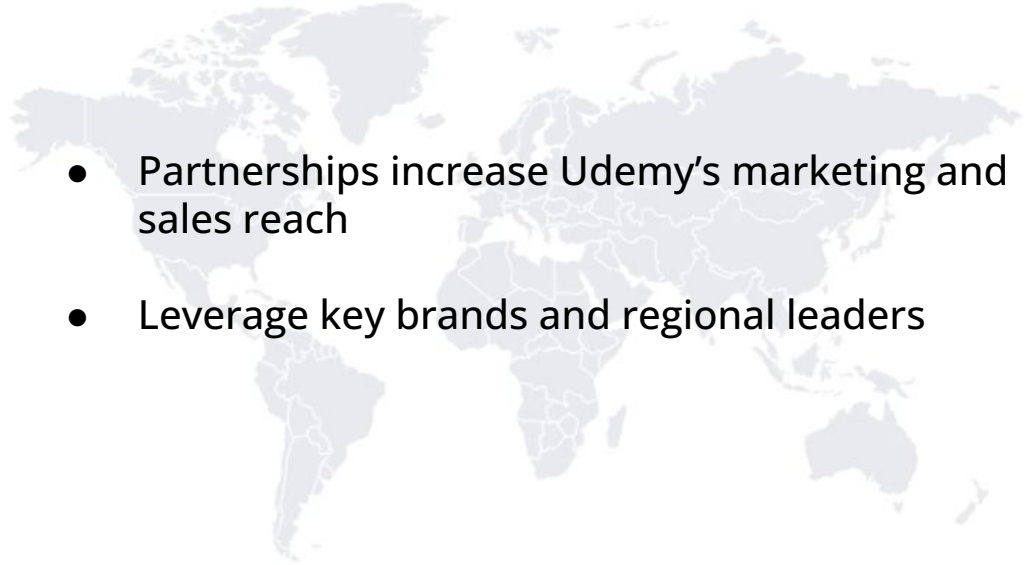 ● Partnerships increase Udemy’s marketing and
sales reach
● Leverage key brands and regional leaders